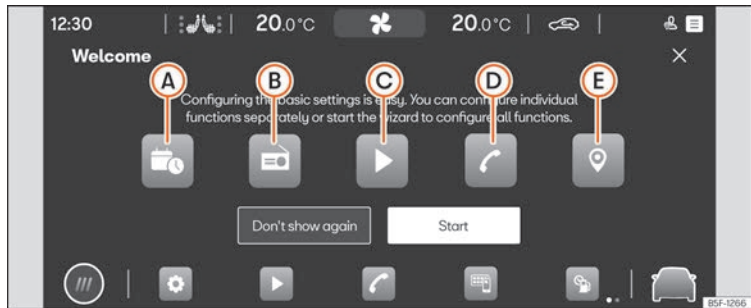 12:30 20.0°C 20.0°C
Welcome
A B C D E
Configuring the basic settings is easy. You can configure individual
functions separately or start the wizard to configure all functions.
Don't show again Start
B5F-1266